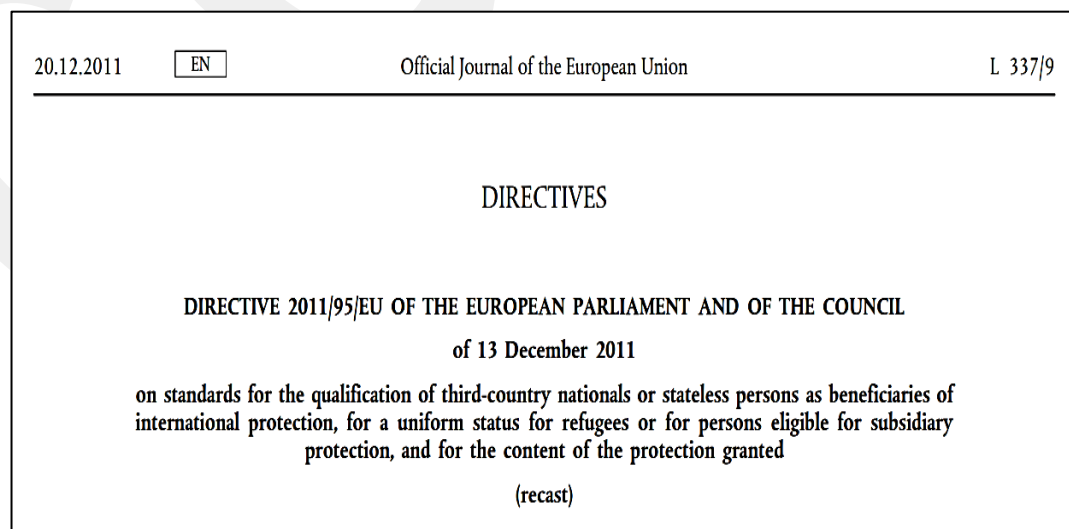 20.12.2011 EN Official Journal of the European Union L 337/9
DIRECTIVES
DIRECTIVE 2011/95/EU OF THE EUROPEAN PARLIAMENT AND OF THE COUNCIL
of 13 December 2011
on standards for the qualification of third-country nationals or stateless persons as beneficiaries of
international protection, for a uniform status for refugees or for persons eligible for subsidiary
protection, and for the content of the protection granted
(recast)